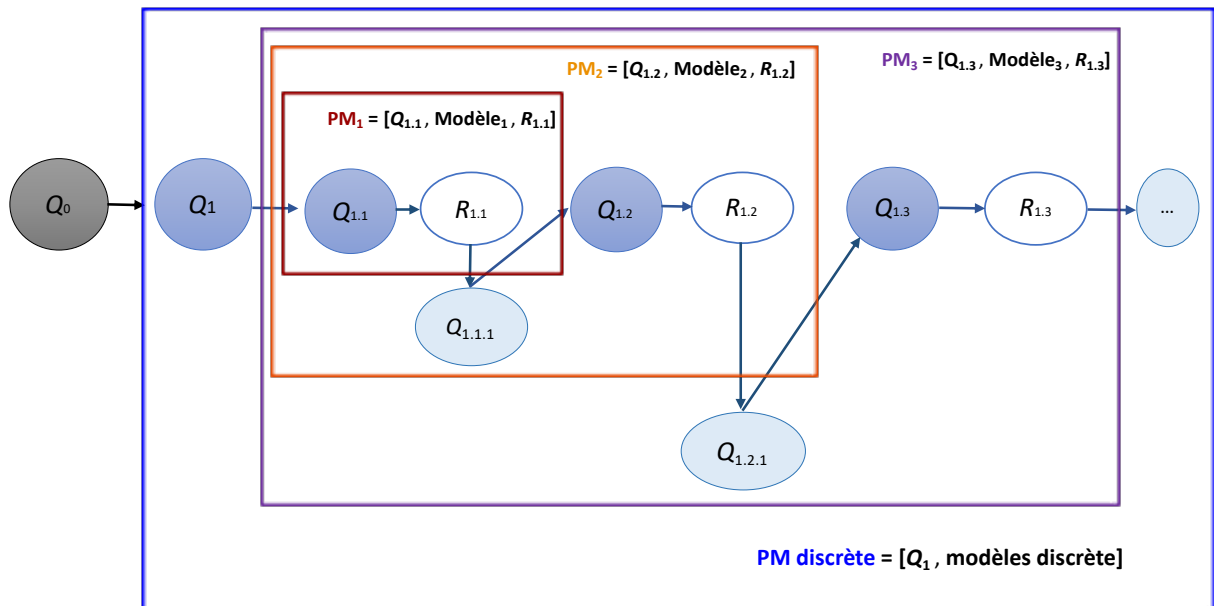 PM₃ = [Q₁.₃ , Modèle₃ , R₁.₃]
PM₂ = [Q₁.₂ , Modèle₂ , R₁.₂]
PM₁ = [Q₁.₁ , Modèle₁ , R₁.₁]
Q₀
Q₁
Q₁.₁
R₁.₁
Q₁.₂
R₁.₂
Q₁.₃
R₁.₃
...
Q₁.₁.₁
Q₁.₂.₁
PM discrète = [Q₁ , modèles discrète]